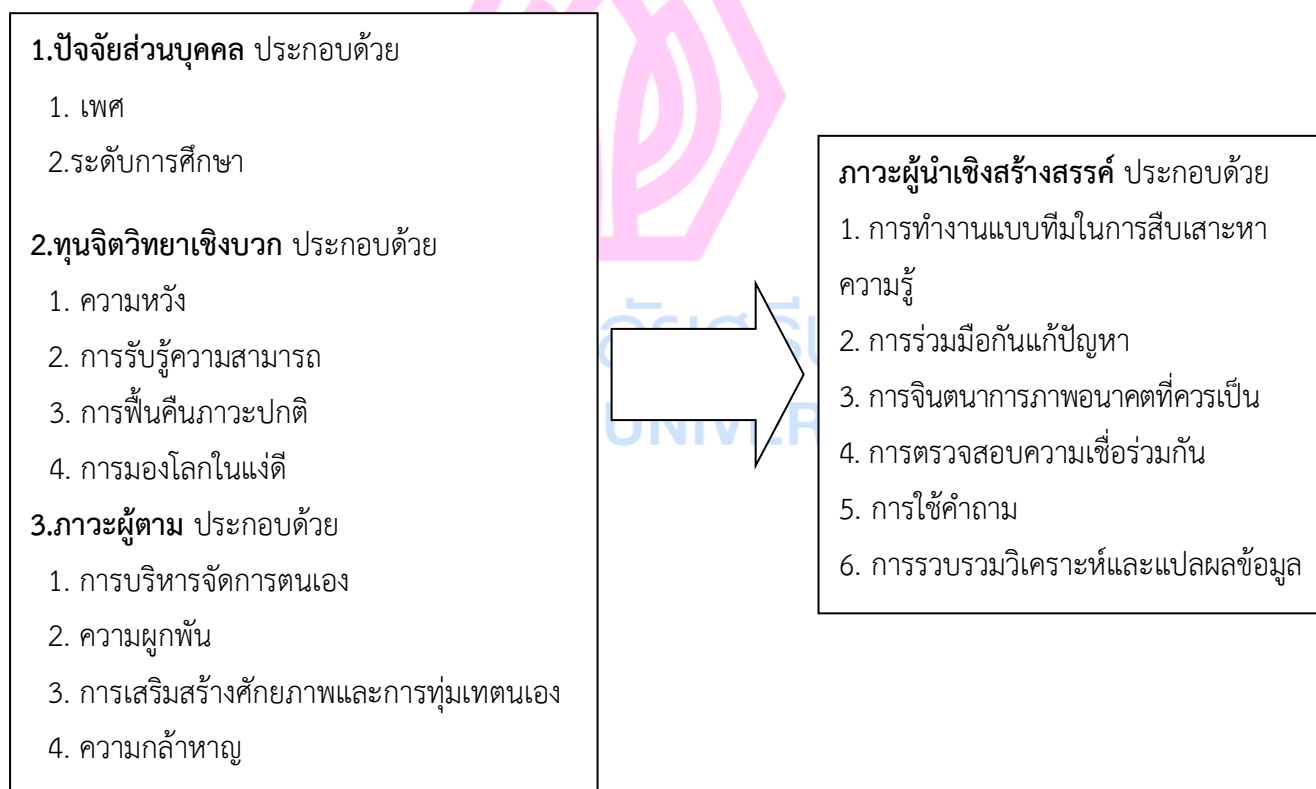 1.ปัจจัยส่วนบุคคล ประกอบด้วย
1. เพศ
2.ระดับการศึกษา
2.ทุนจิตวิทยาเชิงบวก ประกอบด้วย
1. ความหวัง
2. การรับรู้ความสามารถ
3. การฟื้นคืนภาวะปกติ
4. การมองโลกในแง่ดี
3.ภาวะผู้ตาม ประกอบด้วย
1. การบริหารจัดการตนเอง
2. ความผูกพัน
3. การเสริมสร้างศักยภาพและการทุ่มเทตนเอง
4. ความกล้าหาญ
ภาวะผู้นำเชิงสร้างสรรค์ ประกอบด้วย
1. การทำงานแบบทีมในการสืบเสาะหา
ความรู้
2. การร่วมมือกันแก้ปัญหา
3. การจินตนาการภาพอนาคตที่ควรเป็น
4. การตรวจสอบความเชื่อร่วมกัน
5. การใช้คำถาม
6. การรวบรวมวิเคราะห์และแปลผลข้อมูล